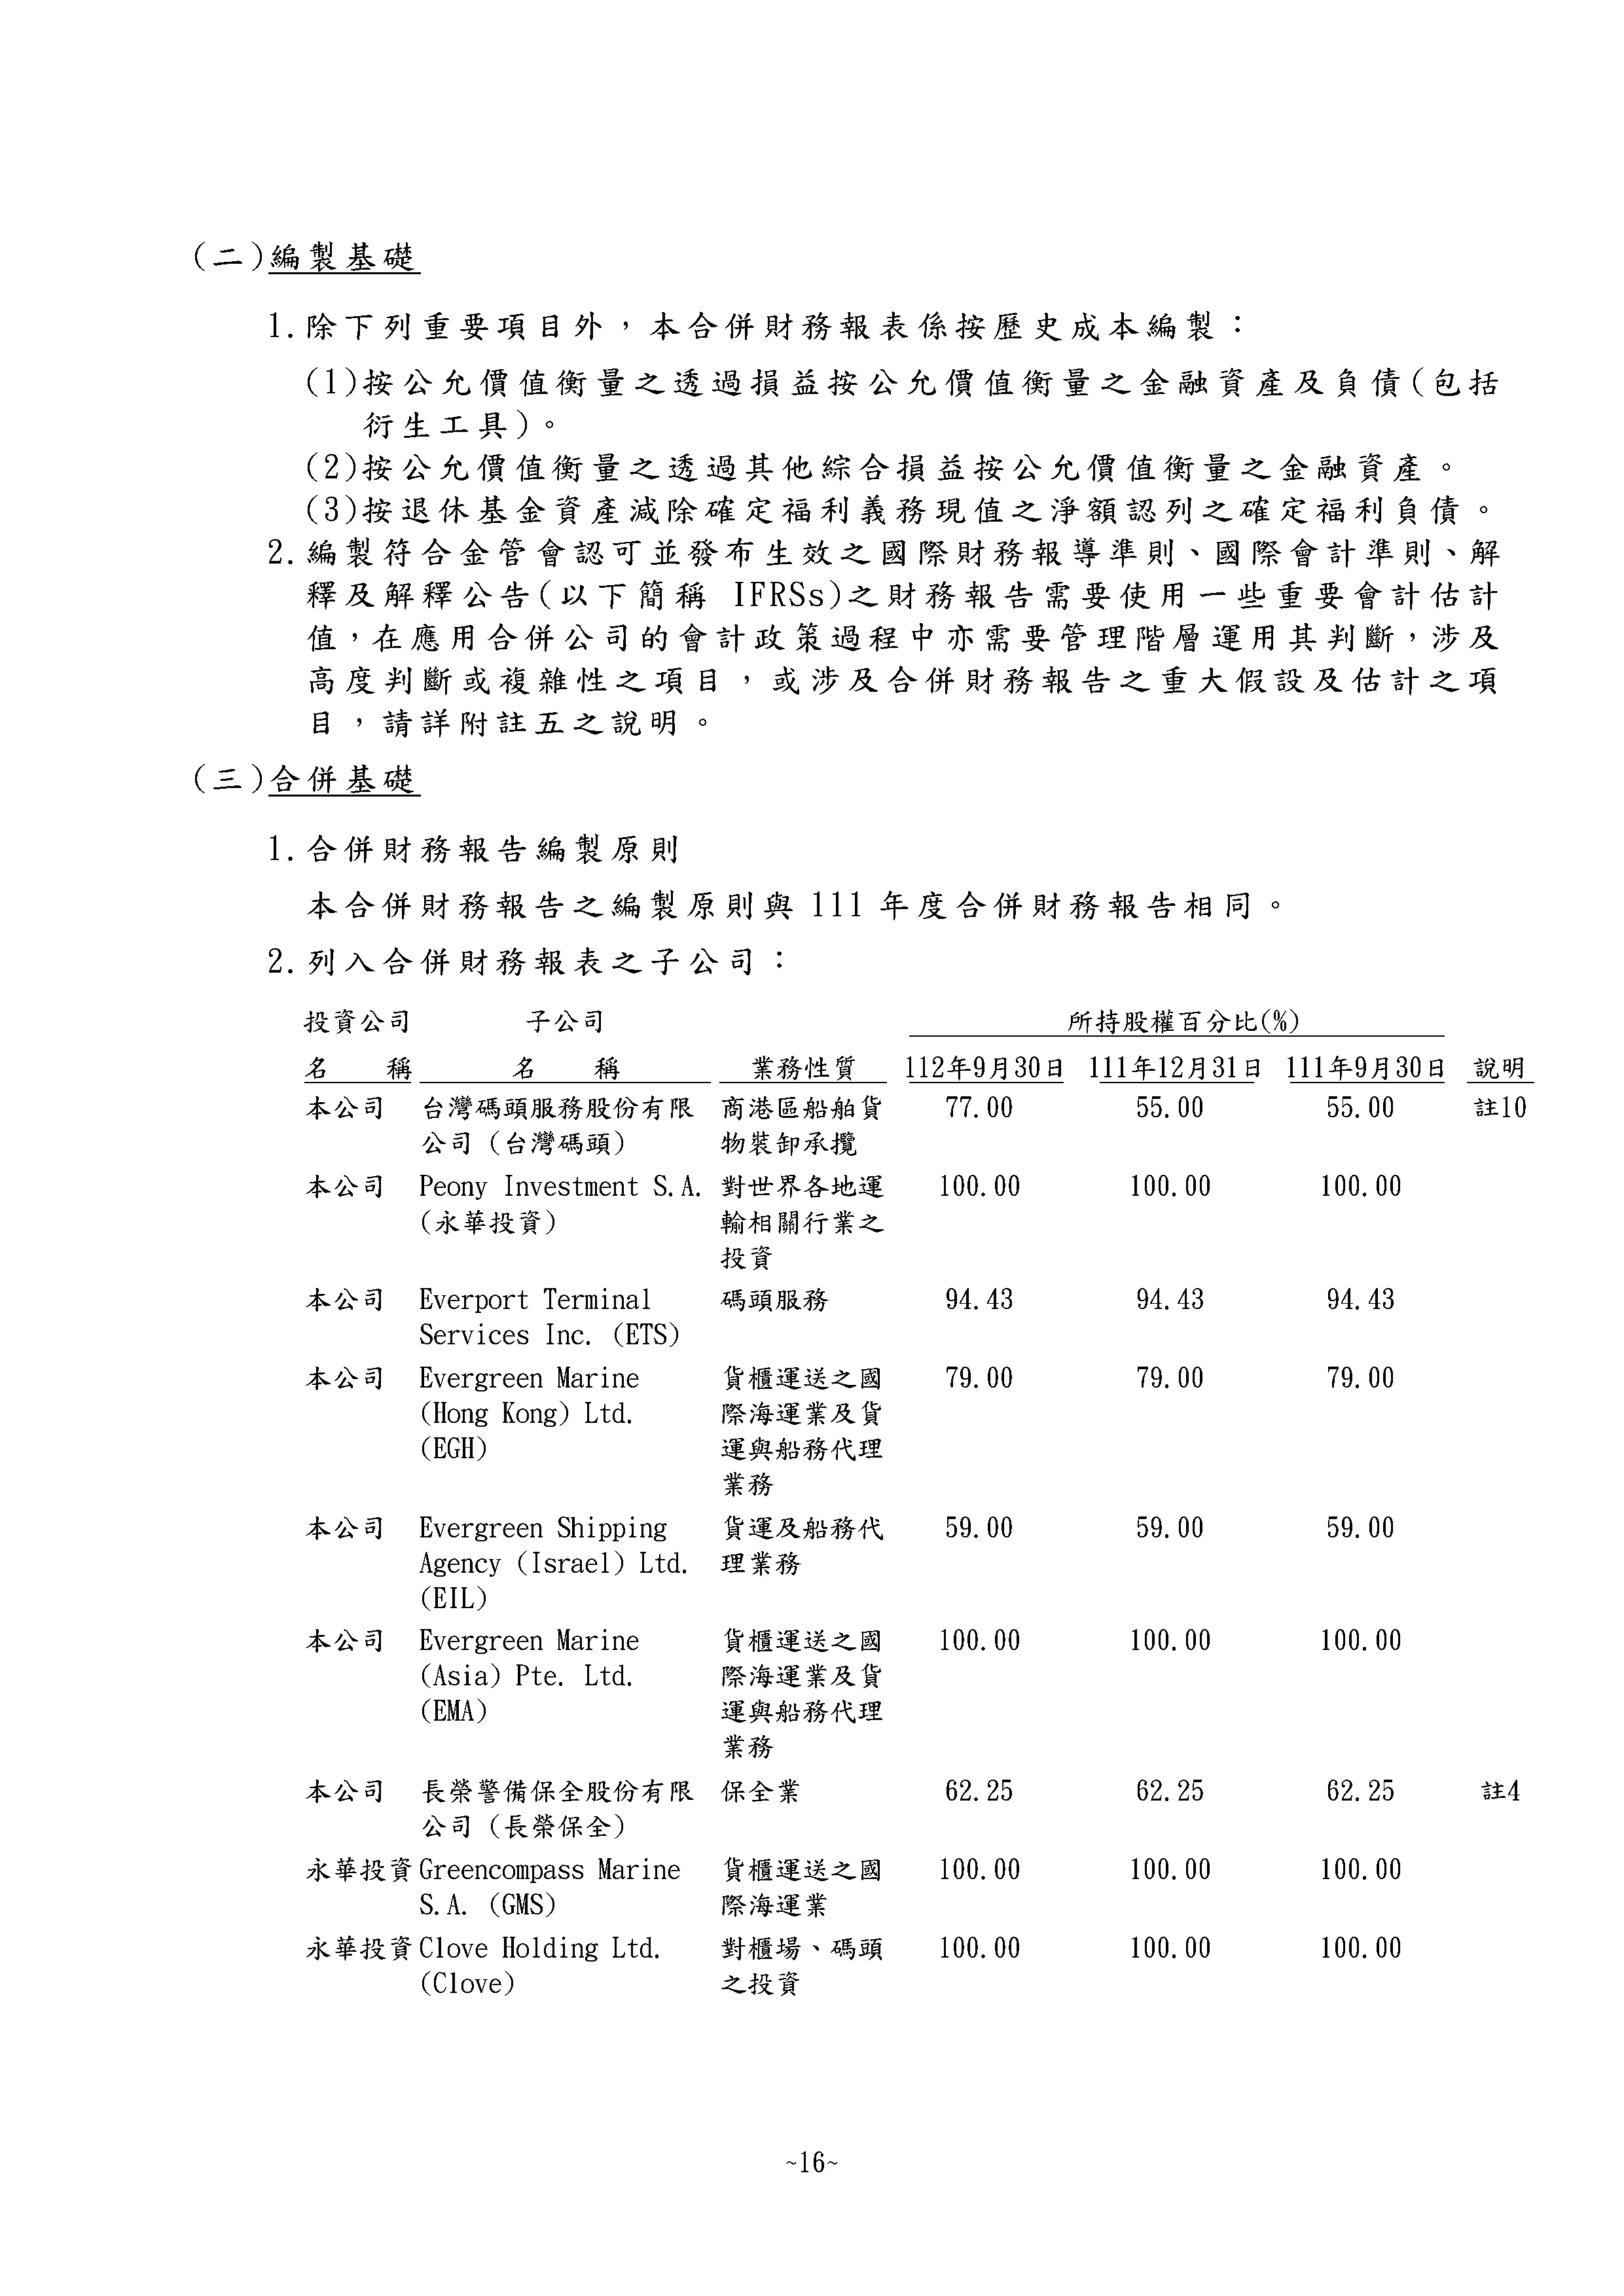 (二)編製基礎
1.除下列重要項目外，本合併財務報表係按歷史成本編製：
(1)按公允價值衡量之透過損益按公允價值衡量之金融資產及負債(包括
衍生工具)。
(2)按公允價值衡量之透過其他綜合損益按公允價值衡量之金融資產。
(3)按退休基金資產減除確定福利義務現值之淨額認列之確定福利負債。
2.編製符合金管會認可並發布生效之國際財務報導準則、國際會計準則、解
釋及解釋公告(以下簡稱 IFRSs)之財務報告需要使用一些重要會計估計
值，在應用合併公司的會計政策過程中亦需要管理階層運用其判斷，涉及
高度判斷或複雜性之項目，或涉及合併財務報告之重大假設及估計之項
目，請詳附註五之說明。
(三)合併基礎
1.合併財務報告編製原則
本合併財務報告之編製原則與 111 年度合併財務報告相同。
2.列入合併財務報表之子公司：
投資公司 子公司 所持股權百分比(%)
名　稱 名　稱 業務性質 112年9月30日 111年12月31日 111年9月30日 說明
本公司 台灣碼頭服務股份有限 商港區船舶貨 77.00 55.00 55.00 註10
公司 (台灣碼頭) 物裝卸承攬
本公司 Peony Investment S.A. 對世界各地運 100.00 100.00 100.00
(永華投資) 輸相關行業之
投資
本公司 Everport Terminal 碼頭服務 94.43 94.43 94.43
Services Inc. (ETS)
本公司 Evergreen Marine 貨櫃運送之國 79.00 79.00 79.00
(Hong Kong) Ltd. 際海運業及貨
(EGH) 運與船務代理
業務
本公司 Evergreen Shipping 貨運及船務代 59.00 59.00 59.00
Agency (Israel) Ltd. 理業務
(EIL)
本公司 Evergreen Marine 貨櫃運送之國 100.00 100.00 100.00
(Asia) Pte. Ltd. 際海運業及貨
(EMA) 運與船務代理
業務
本公司 長榮警備保全股份有限 保全業 62.25 62.25 62.25 註4
公司 (長榮保全)
永華投資 Greencompass Marine 貨櫃運送之國 100.00 100.00 100.00
S.A. (GMS) 際海運業
永華投資 Clove Holding Ltd. 對櫃場、碼頭 100.00 100.00 100.00
(Clove) 之投資
~16~